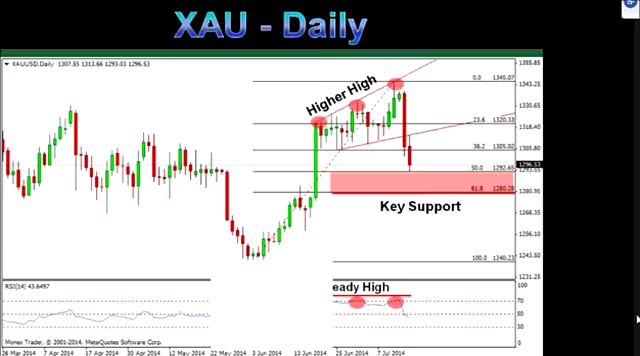 XAU - Daily
XAUUSD,Daily 1307.55 1313.66 1293.03 1296.53
1355.85
0.0 1345.07
1343.25
Higher High
1330.65
23.6 1320.33
1318.40
1305.80
38.2 1305.02
1296.53
50.0 1292.65
1280.95
61.8 1280.28
Key Support
1268.35
1256.10
1243.50
100.0 1240.23
1231.25
RSI(14) 43.6497
eady High
100
70
50
30
0
Monex Trader, © 2001-2014, MetaQuotes Software Corp.
26 Mar 2014 7 Apr 2014 17 Apr 2014 30 Apr 2014 12 May 2014 22 May 2014 3 Jun 2014 13 Jun 2014 25 Jun 2014 7 Jul 2014